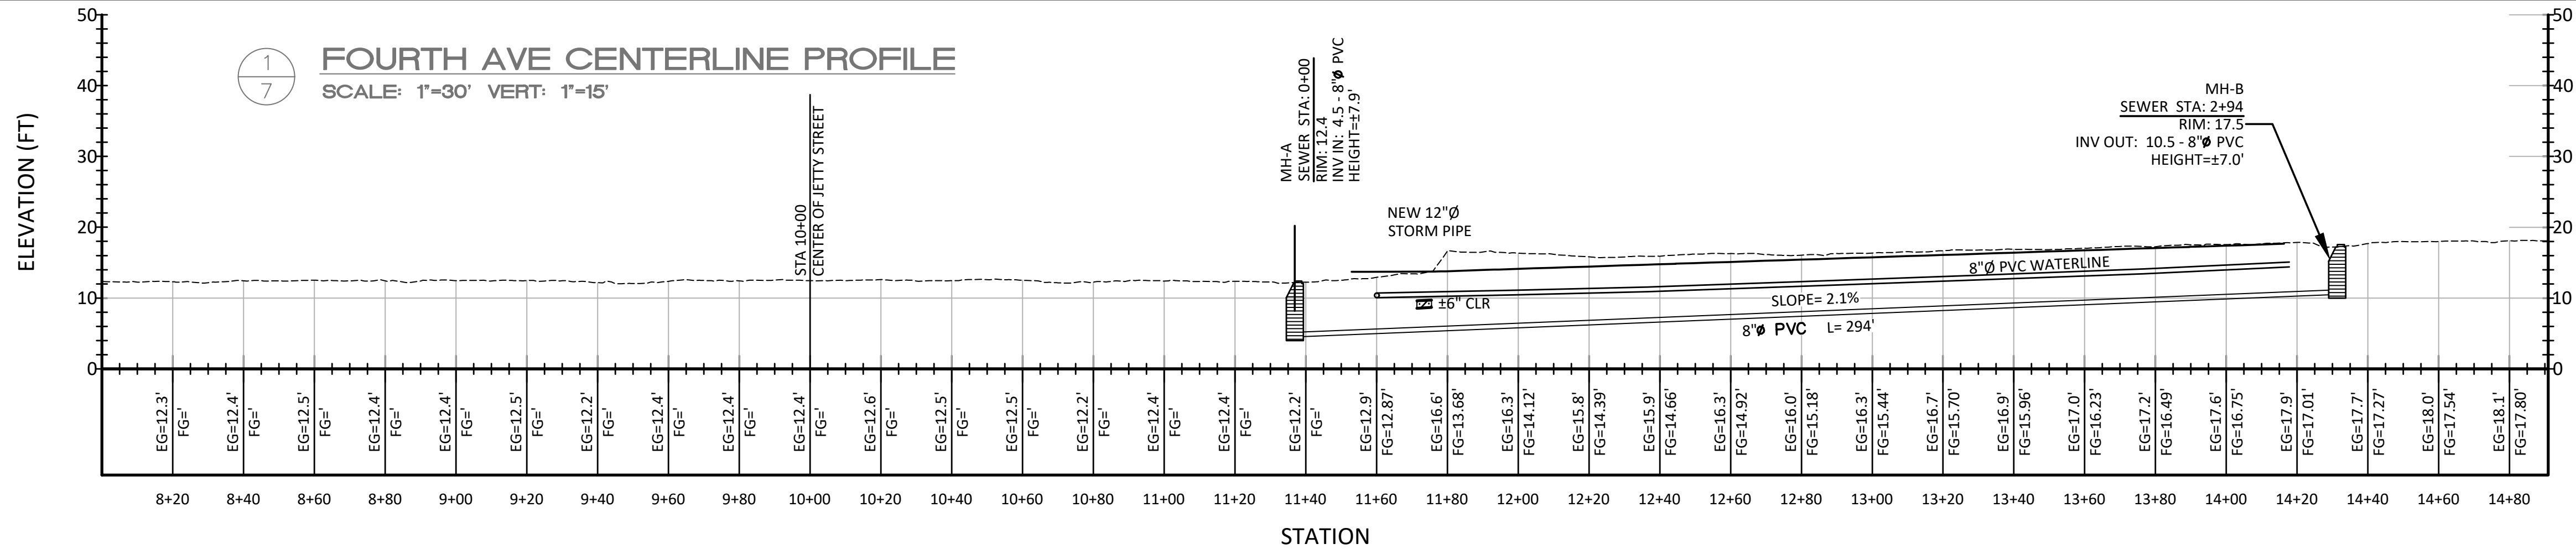 50
40
30
20
10
0
ELEVATION (FT)
1
7
FOURTH AVE CENTERLINE PROFILE
SCALE: 1"=30' VERT: 1"=15'
STA 10+00
CENTER OF JETTY STREET
MH-A
SEWER STA: 0+00
RIM: 12.4
INV IN: 4.5 - 8"Ø PVC
HEIGHT=±7.9'
NEW 12"Ø
STORM PIPE
±6" CLR
8"Ø PVC WATERLINE
SLOPE= 2.1%
8"Ø PVC L= 294'
MH-B
SEWER STA: 2+94
RIM: 17.5
INV OUT: 10.5 - 8"Ø PVC
HEIGHT=±7.0'
50
40
30
20
10
0
EG=12.3'
FG='
EG=12.4'
FG='
EG=12.5'
FG='
EG=12.4'
FG='
EG=12.4'
FG='
EG=12.5'
FG='
EG=12.2'
FG='
EG=12.4'
FG='
EG=12.4'
FG='
EG=12.4'
FG='
EG=12.6'
FG='
EG=12.5'
FG='
EG=12.5'
FG='
EG=12.2'
FG='
EG=12.4'
FG='
EG=12.4'
FG='
EG=12.2'
FG='
EG=12.9'
FG=12.87'
EG=16.6'
FG=13.68'
EG=16.3'
FG=14.12'
EG=15.8'
FG=14.39'
EG=15.9'
FG=14.66'
EG=16.3'
FG=14.92'
EG=16.0'
FG=15.18'
EG=16.3'
FG=15.44'
EG=16.7'
FG=15.70'
EG=16.9'
FG=15.96'
EG=17.0'
FG=16.23'
EG=17.2'
FG=16.49'
EG=17.6'
FG=16.75'
EG=17.9'
FG=17.01'
EG=17.7'
FG=17.27'
EG=18.0'
FG=17.54'
EG=18.1'
FG=17.80'
8+20 8+40 8+60 8+80 9+00 9+20 9+40 9+60 9+80 10+00 10+20 10+40 10+60 10+80 11+00 11+20 11+40 11+60 11+80 12+00 12+20 12+40 12+60 12+80 13+00 13+20 13+40 13+60 13+80 14+00 14+20 14+40 14+60 14+80
STATION